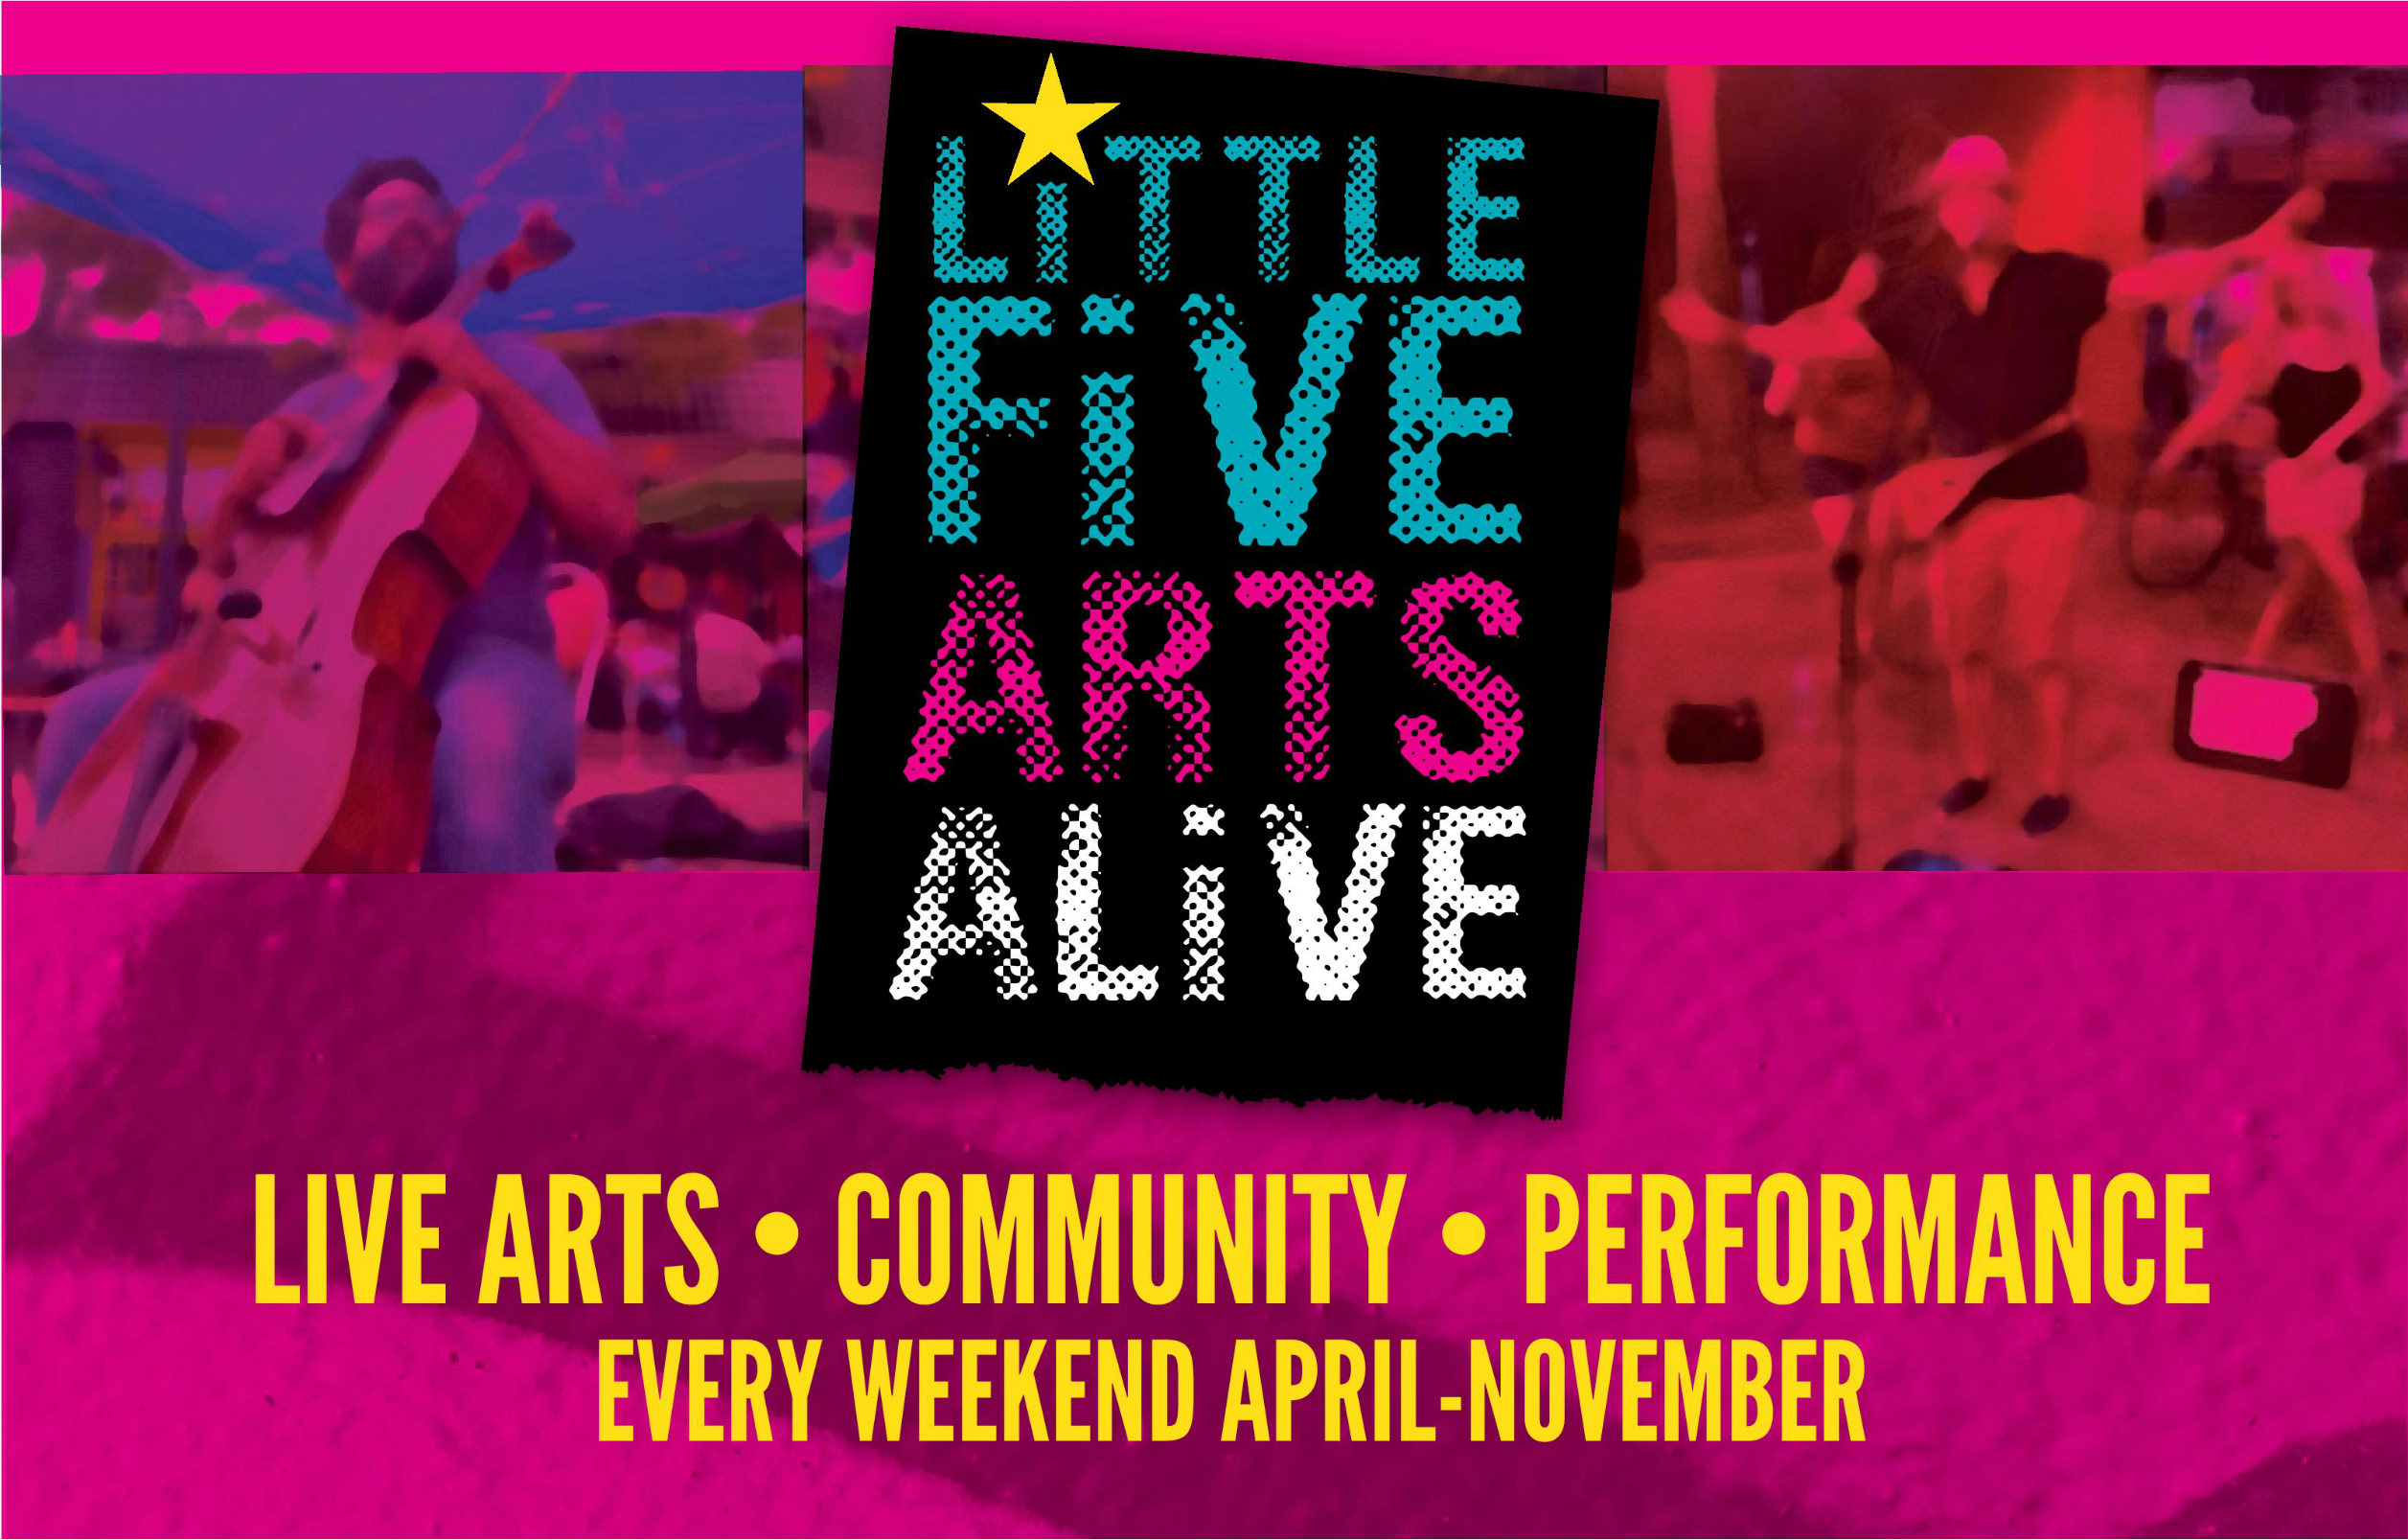 LiTTLE
FiVE
ARTS
ALiVE
LIVE ARTS • COMMUNITY • PERFORMANCE
EVERY WEEKEND APRIL-NOVEMBER